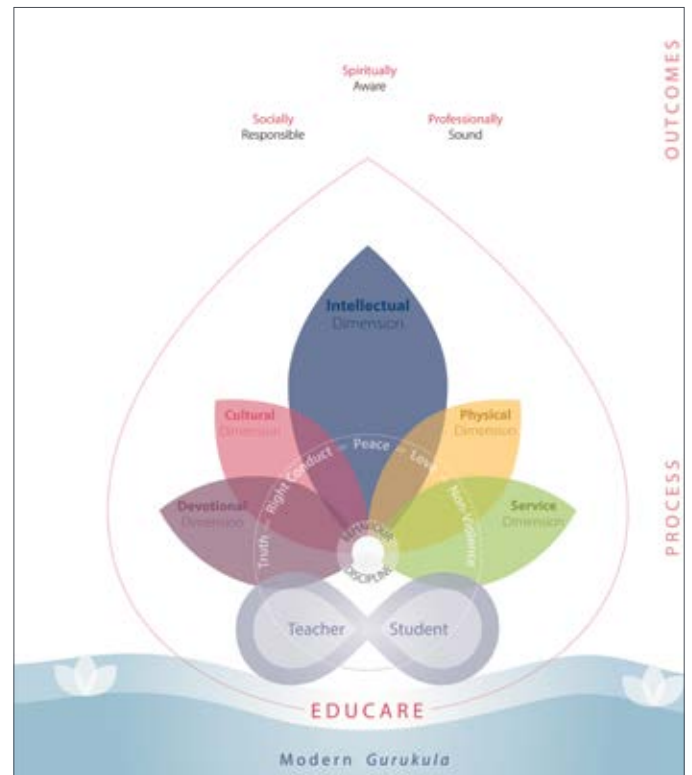 OUTCOMES
Spiritually
Aware
Socially
Responsible
Professionally
Sound
PROCESS
Intellectual
Dimension
Cultural
Dimension
Physical
Dimension
Devotional
Dimension
Service
Dimension
Truth Right Conduct Peace Love Non-Violence
DISCIPLINE
Teacher
Student
EDUCARE
Modern Gurukula